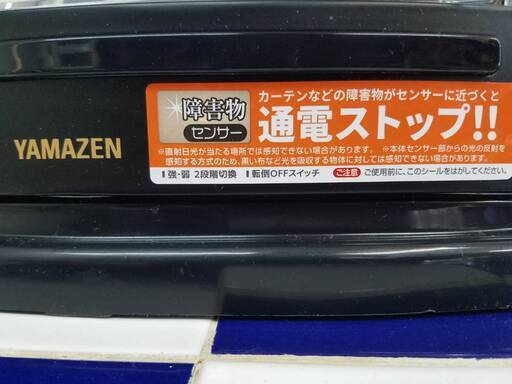 YAMAZEN
障害物
センサー
カーテンなどの障害物がセンサーに近づくと
通電ストップ!!
※直射日光が当たる場所では感知できない場合があります。 ※本体センサー部からの光の反射を
感知する方式のため、黒い布など光を吸収する物体に対しては感知できない場合があります。
強・弱 2段階切換 転倒OFFスイッチ
ご注意 ご使用前に、このシールをはがしてください。